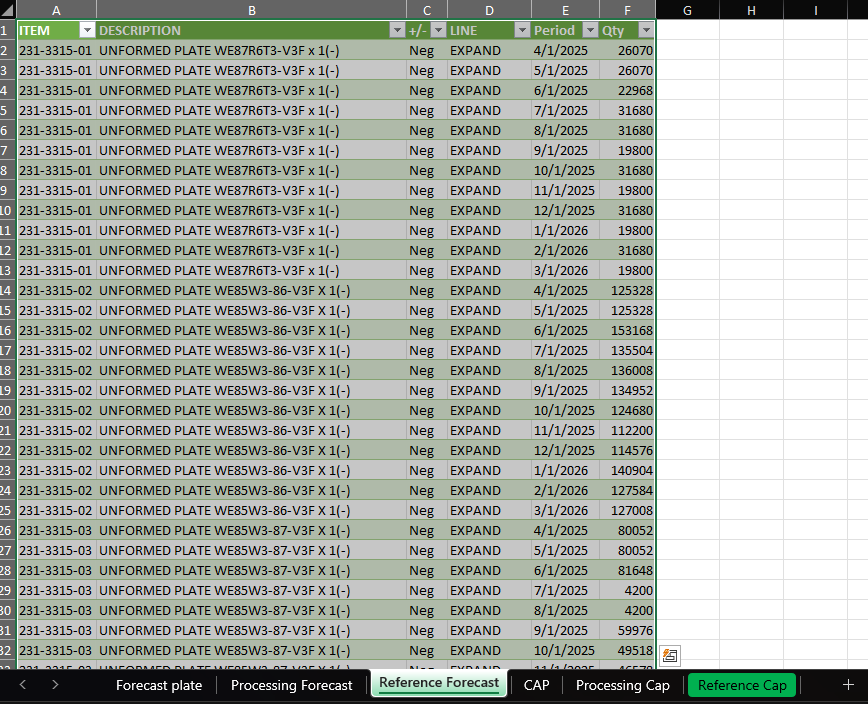 A B C D E F G H I
1 ITEM DESCRIPTION +/- LINE Period Qty
2 231-3315-01 UNFORMED PLATE WE87R6T3-V3F x 1(-) Neg EXPAND 4/1/2025 26070
3 231-3315-01 UNFORMED PLATE WE87R6T3-V3F x 1(-) Neg EXPAND 5/1/2025 26070
4 231-3315-01 UNFORMED PLATE WE87R6T3-V3F x 1(-) Neg EXPAND 6/1/2025 22968
5 231-3315-01 UNFORMED PLATE WE87R6T3-V3F x 1(-) Neg EXPAND 7/1/2025 31680
6 231-3315-01 UNFORMED PLATE WE87R6T3-V3F x 1(-) Neg EXPAND 8/1/2025 31680
7 231-3315-01 UNFORMED PLATE WE87R6T3-V3F x 1(-) Neg EXPAND 9/1/2025 19800
8 231-3315-01 UNFORMED PLATE WE87R6T3-V3F x 1(-) Neg EXPAND 10/1/2025 31680
9 231-3315-01 UNFORMED PLATE WE87R6T3-V3F x 1(-) Neg EXPAND 11/1/2025 19800
10 231-3315-01 UNFORMED PLATE WE87R6T3-V3F x 1(-) Neg EXPAND 12/1/2025 31680
11 231-3315-01 UNFORMED PLATE WE87R6T3-V3F x 1(-) Neg EXPAND 1/1/2026 19800
12 231-3315-01 UNFORMED PLATE WE87R6T3-V3F x 1(-) Neg EXPAND 2/1/2026 31680
13 231-3315-01 UNFORMED PLATE WE87R6T3-V3F x 1(-) Neg EXPAND 3/1/2026 19800
14 231-3315-02 UNFORMED PLATE WE85W3-86-V3F X 1(-) Neg EXPAND 4/1/2025 125328
15 231-3315-02 UNFORMED PLATE WE85W3-86-V3F X 1(-) Neg EXPAND 5/1/2025 125328
16 231-3315-02 UNFORMED PLATE WE85W3-86-V3F X 1(-) Neg EXPAND 6/1/2025 153168
17 231-3315-02 UNFORMED PLATE WE85W3-86-V3F X 1(-) Neg EXPAND 7/1/2025 135504
18 231-3315-02 UNFORMED PLATE WE85W3-86-V3F X 1(-) Neg EXPAND 8/1/2025 136008
19 231-3315-02 UNFORMED PLATE WE85W3-86-V3F X 1(-) Neg EXPAND 9/1/2025 134952
20 231-3315-02 UNFORMED PLATE WE85W3-86-V3F X 1(-) Neg EXPAND 10/1/2025 124680
21 231-3315-02 UNFORMED PLATE WE85W3-86-V3F X 1(-) Neg EXPAND 11/1/2025 112200
22 231-3315-02 UNFORMED PLATE WE85W3-86-V3F X 1(-) Neg EXPAND 12/1/2025 114576
23 231-3315-02 UNFORMED PLATE WE85W3-86-V3F X 1(-) Neg EXPAND 1/1/2026 140904
24 231-3315-02 UNFORMED PLATE WE85W3-86-V3F X 1(-) Neg EXPAND 2/1/2026 127584
25 231-3315-02 UNFORMED PLATE WE85W3-86-V3F X 1(-) Neg EXPAND 3/1/2026 127008
26 231-3315-03 UNFORMED PLATE WE85W3-87-V3F X 1(-) Neg EXPAND 4/1/2025 80052
27 231-3315-03 UNFORMED PLATE WE85W3-87-V3F X 1(-) Neg EXPAND 5/1/2025 80052
28 231-3315-03 UNFORMED PLATE WE85W3-87-V3F X 1(-) Neg EXPAND 6/1/2025 81648
29 231-3315-03 UNFORMED PLATE WE85W3-87-V3F X 1(-) Neg EXPAND 7/1/2025 4200
30 231-3315-03 UNFORMED PLATE WE85W3-87-V3F X 1(-) Neg EXPAND 8/1/2025 4200
31 231-3315-03 UNFORMED PLATE WE85W3-87-V3F X 1(-) Neg EXPAND 9/1/2025 59976
32 231-3315-03 UNFORMED PLATE WE85W3-87-V3F X 1(-) Neg EXPAND 10/1/2025 49518
Forecast plate Processing Forecast Reference Forecast CAP Processing Cap Reference Cap